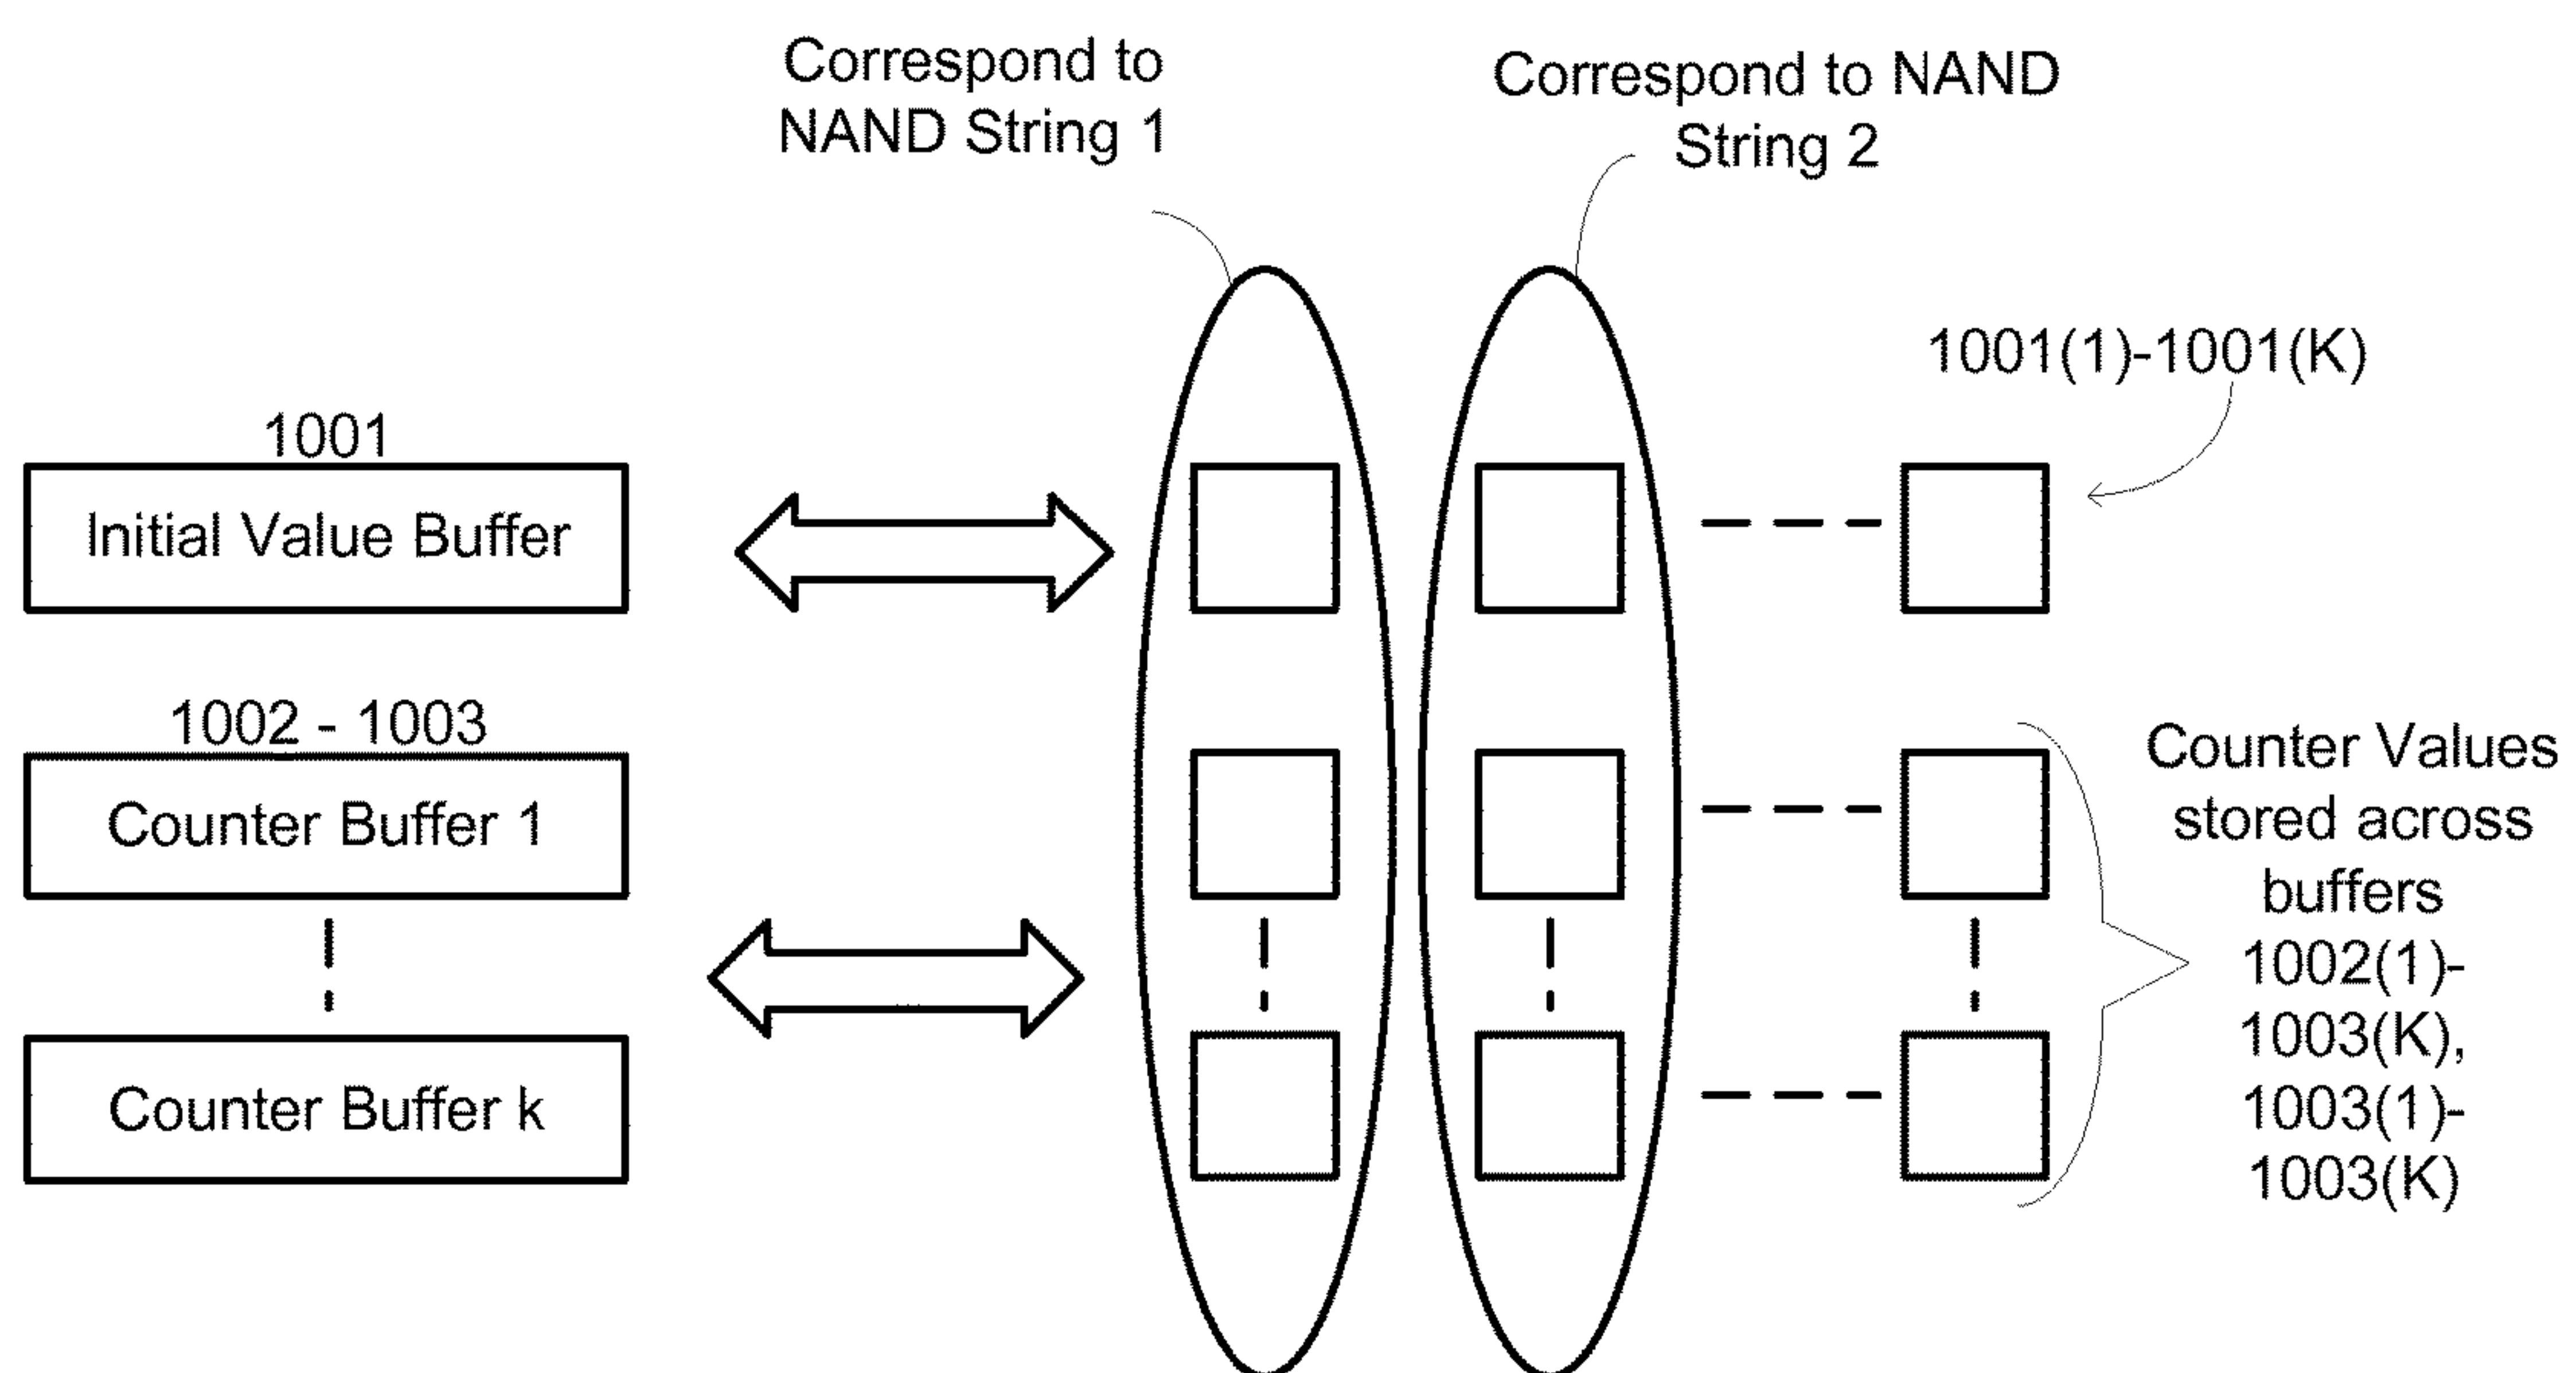 Correspond to
NAND String 1
Correspond to NAND
String 2
1001(1)-1001(K)
1001
Initial Value Buffer
1002 - 1003
Counter Buffer 1
Counter Buffer k
Counter Values
stored across
buffers
1002(1)-
1003(K),
1003(1)-
1003(K)